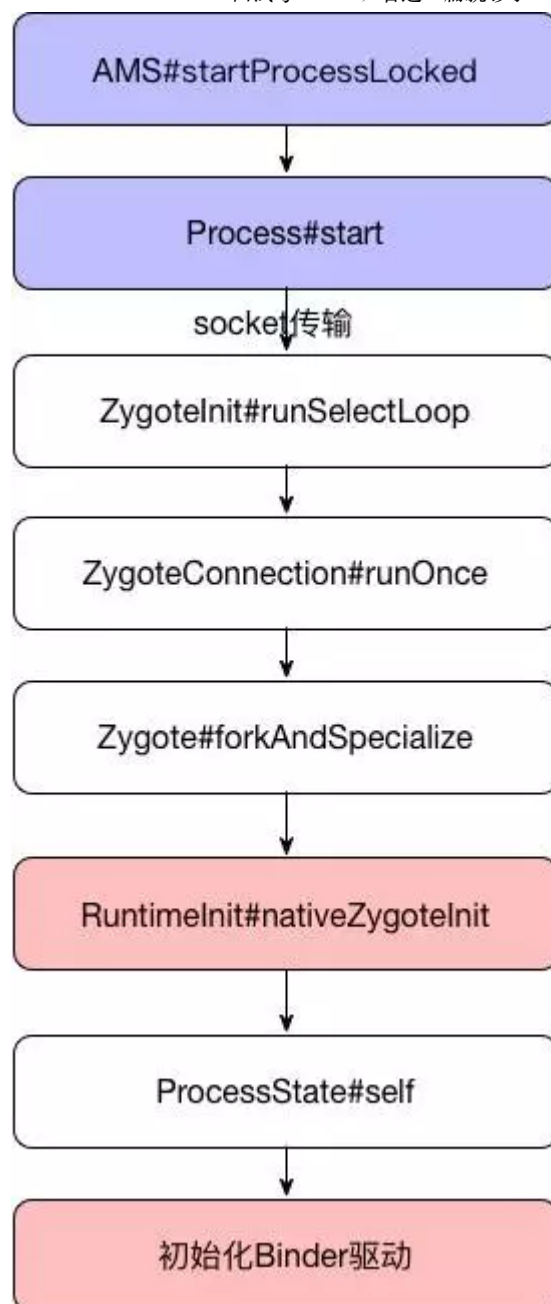 AMS#startProcessLocked
Process#start
socket传输
ZygoteInit#runSelectLoop
ZygoteConnection#runOnce
Zygote#forkAndSpecialize
RuntimeInit#nativeZygoteInit
ProcessState#self
初始化Binder驱动